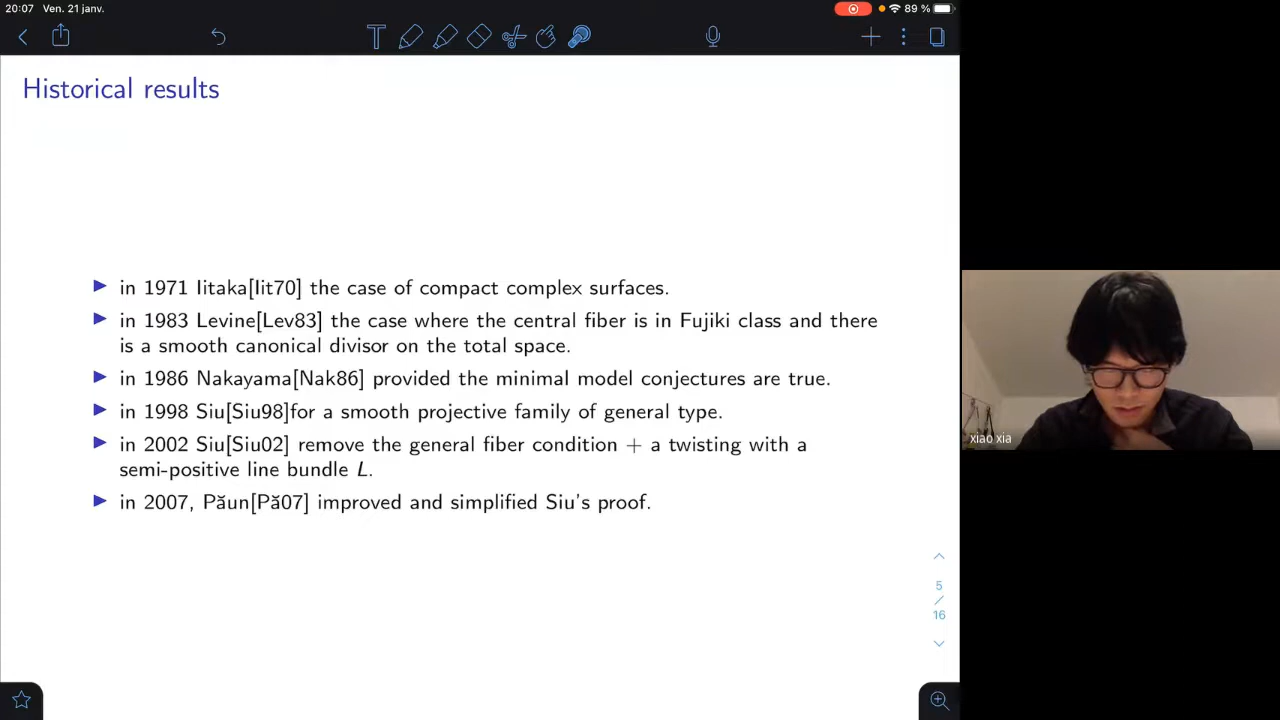 20:07 Ven. 21 janv.
89 %
Historical results
▶ in 1971 Iitaka[Iit70] the case of compact complex surfaces.
▶ in 1983 Levine[Lev83] the case where the central fiber is in Fujiki class and there
is a smooth canonical divisor on the total space.
▶ in 1986 Nakayama[Nak86] provided the minimal model conjectures are true.
▶ in 1998 Siu[Siu98]for a smooth projective family of general type.
▶ in 2002 Siu[Siu02] remove the general fiber condition + a twisting with a
semi-positive line bundle L.
▶ in 2007, Păun[Pă07] improved and simplified Siu's proof.
5
/
16
xiao xia